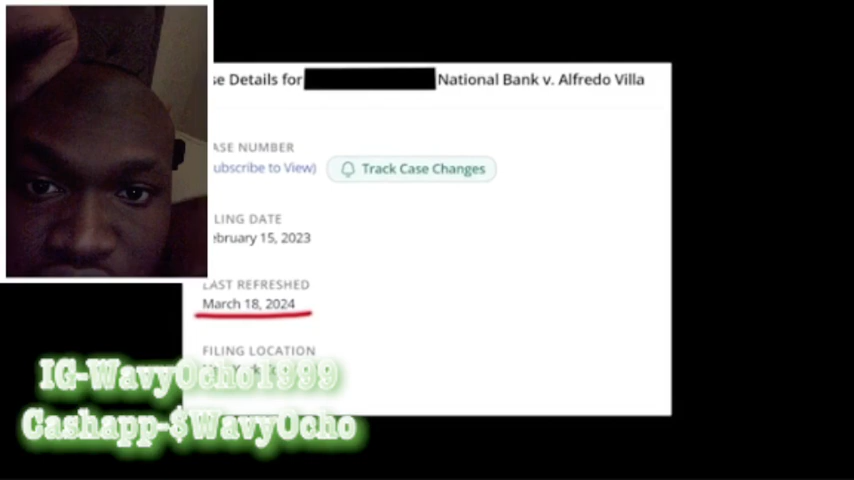 se Details for National Bank v. Alfredo Villa
ASE NUMBER
ubscribe to View)
Track Case Changes
LING DATE
ebruary 15, 2023
LAST REFRESHED
March 18, 2024
FILING LOCATION
IG-WavyOcho1999
Cashapp-$WavyOcho